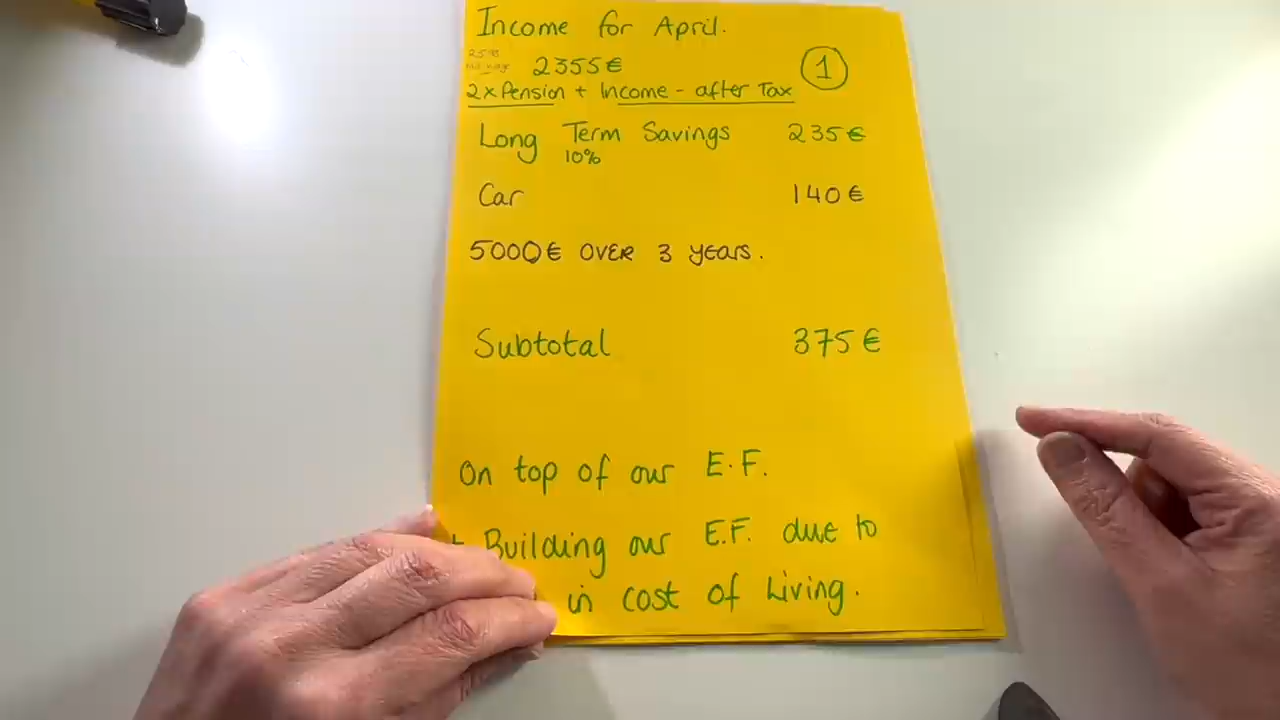 Income for April.
2355€
1
2 x Pension + Income - after Tax
Long Term Savings 235€
10%
Car 140€
5000€ OVER 3 years.
Subtotal 375€
On top of our E.F.
Building our E.F. due to
in cost of Living.